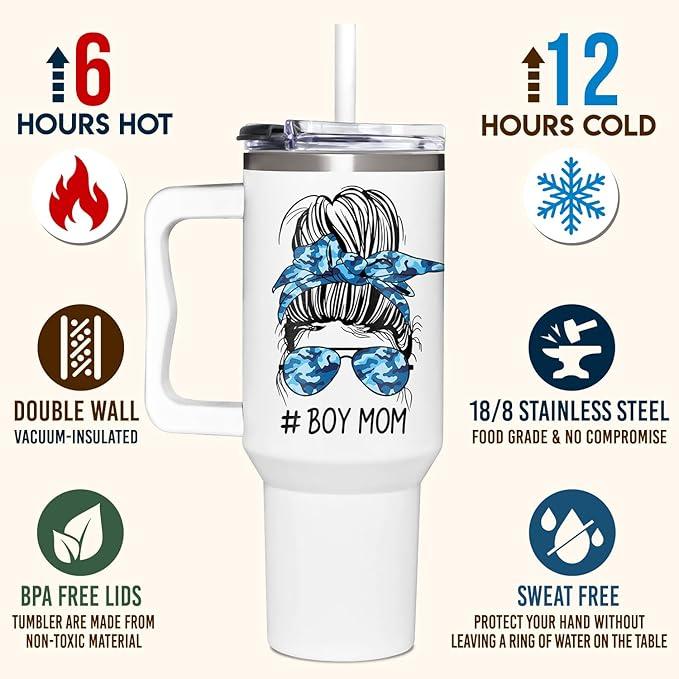 6
HOURS HOT
12
HOURS COLD
DOUBLE WALL
VACUUM-INSULATED
# BOY MOM
18/8 STAINLESS STEEL
FOOD GRADE & NO COMPROMISE
BPA FREE LIDS
TUMBLER ARE MADE FROM
NON-TOXIC MATERIAL
SWEAT FREE
PROTECT YOUR HAND WITHOUT
LEAVING A RING OF WATER ON THE TABLE